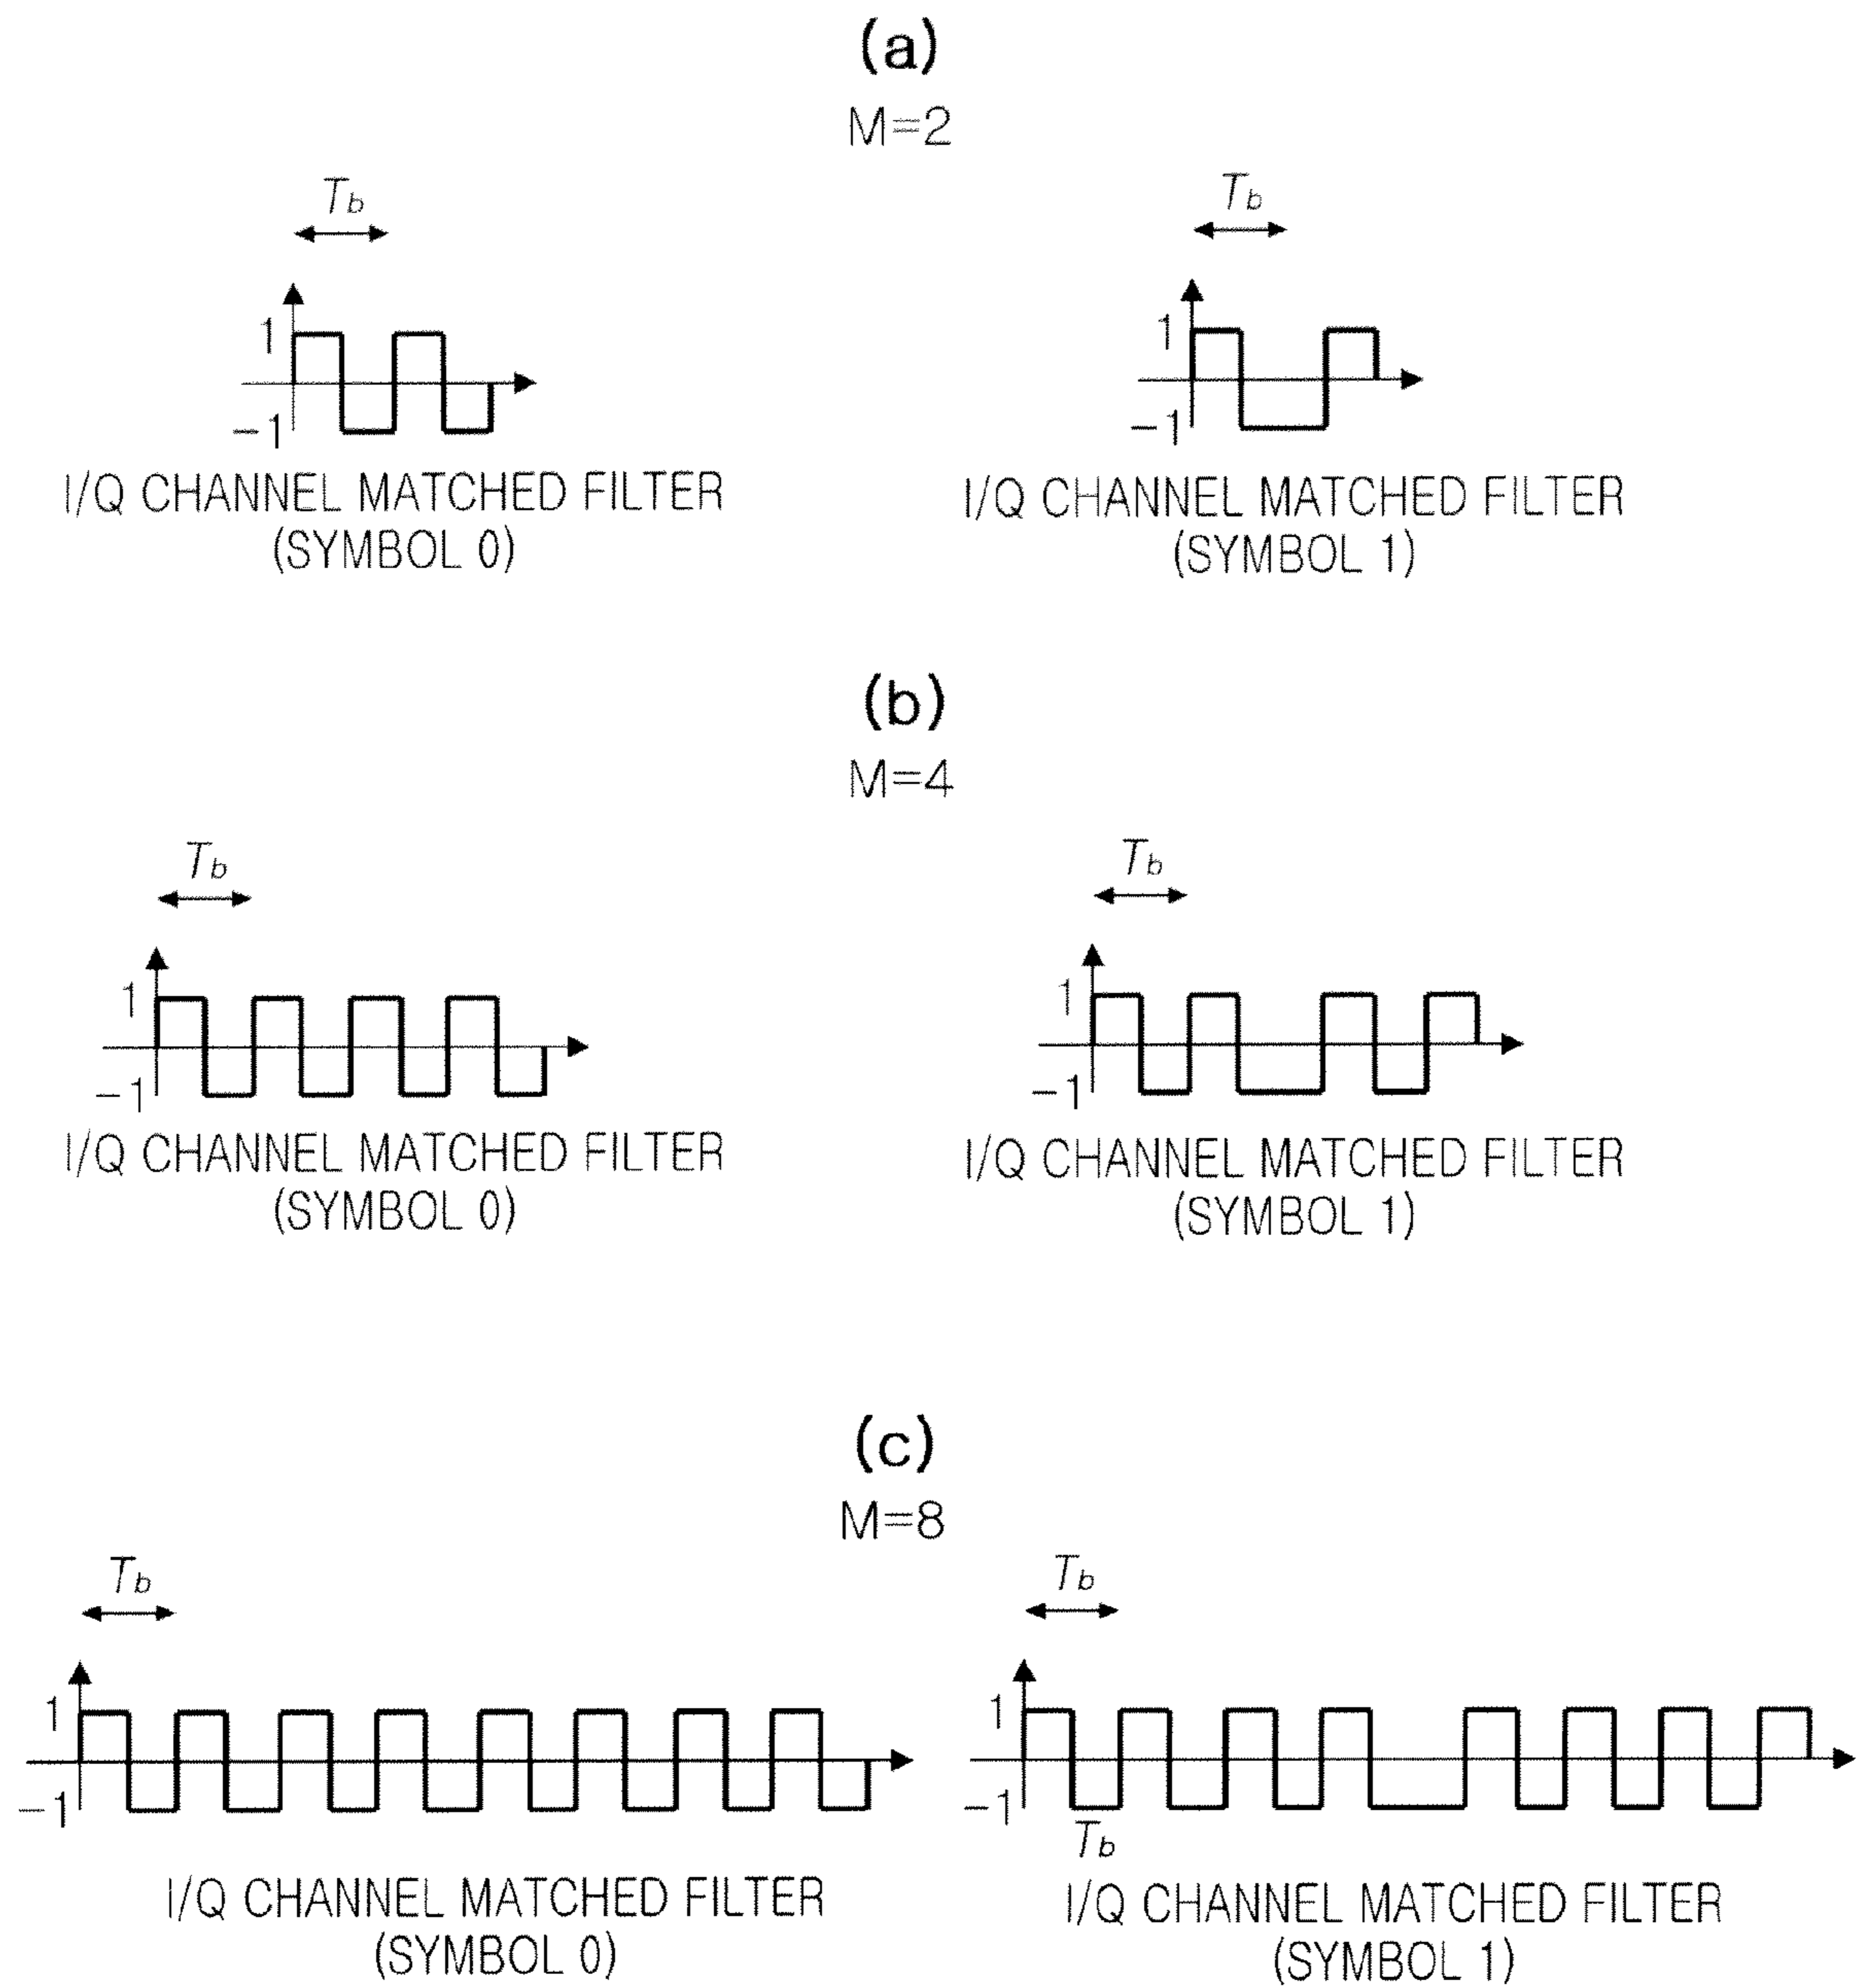 (a)
M=2
Tb
Tb
1
-1
1
-1
I/Q CHANNEL MATCHED FILTER
(SYMBOL 0)
I/Q CHANNEL MATCHED FILTER
(SYMBOL 1)
(b)
M=4
Tb
Tb
1
-1
1
-1
I/Q CHANNEL MATCHED FILTER
(SYMBOL 0)
I/Q CHANNEL MATCHED FILTER
(SYMBOL 1)
(c)
M=8
Tb
Tb
1
-1
1
-1
Tb
I/Q CHANNEL MATCHED FILTER
(SYMBOL 0)
I/Q CHANNEL MATCHED FILTER
(SYMBOL 1)